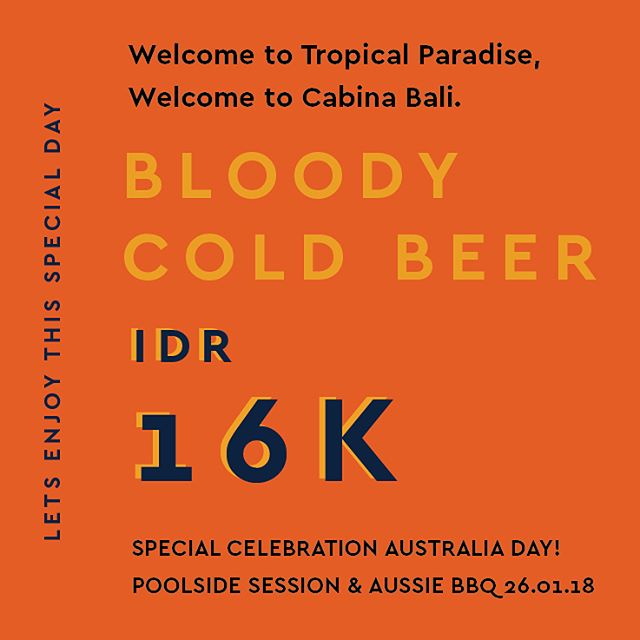 Welcome to Tropical Paradise,
Welcome to Cabina Bali.
BLOODY
COLD BEER
IDR
16K
SPECIAL CELEBRATION AUSTRALIA DAY!
POOLSIDE SESSION & AUSSIE BBQ 26.01.18
LETS ENJOY THIS SPECIAL DAY